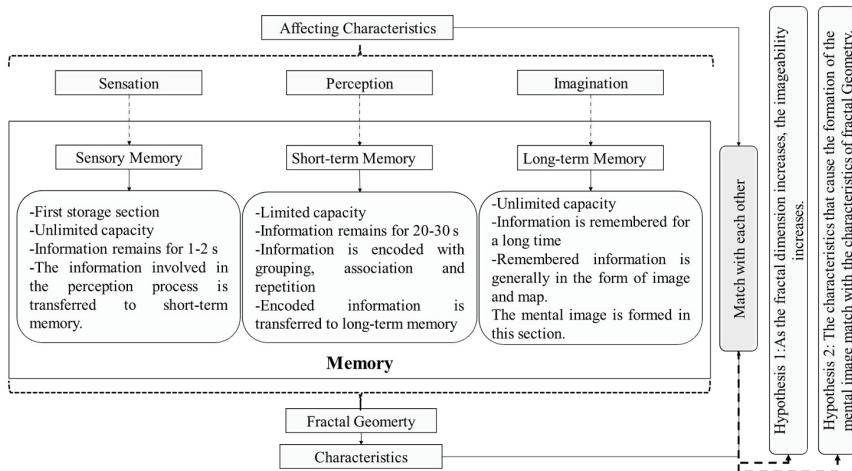 Affecting Characteristics
Sensation
Perception
Imagination
Sensory Memory
Short-term Memory
Long-term Memory
-First storage section
-Unlimited capacity
-Information remains for 1-2 s
-The information involved in
the perception process is
transferred to short-term
memory.
-Limited capacity
-Information remains for 20-30 s
-Information is encoded with
grouping, association and
repetition
-Encoded information is
transferred to long-term memory
-Unlimited capacity
-Information is remembered for
a long time
-Remembered information is
generally in the form of image
and map.
The mental image is formed in
this section.
Memory
Fractal Geomerty
Characteristics
Match with each other
Hypothesis 1:As the fractal dimension increases, the imageability
increases.
Hypothesis 2: The characteristics that cause the formation of the
mental image match with the characteristics of fractal Geometry.